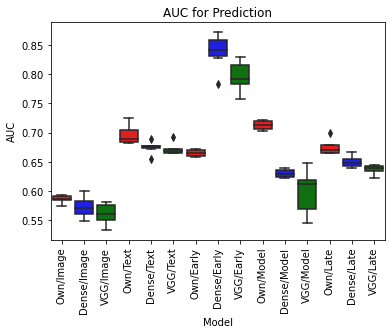 AUC for Prediction
AUC
0.85
0.80
0.75
0.70
0.65
0.60
0.55
Own/Image
Dense/Image
VGG/Image
Own/Text
Dense/Text
VGG/Text
Own/Early
Dense/Early
VGG/Early
Own/Model
Dense/Model
VGG/Model
Own/Late
Dense/Late
VGG/Late
Model